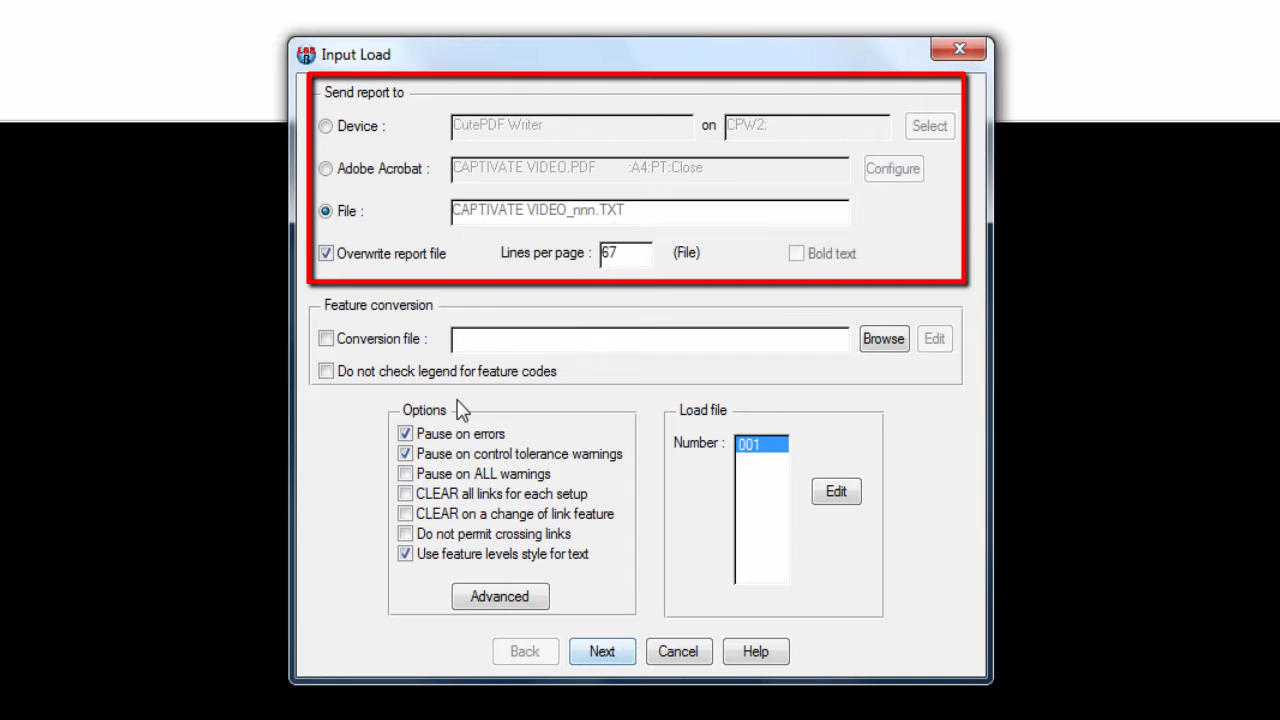 Input Load
Send report to
Device : CutePDF Writer on CPW2: Select
Adobe Acrobat : CAPTIVATE VIDEO.PDF :A4:PT:Close Configure
File : CAPTIVATE VIDEO_nnn.TXT
Overwrite report file Lines per page : 67 (File) Bold text
Feature conversion
Conversion file : Browse Edit
Do not check legend for feature codes
Options
Pause on errors
Pause on control tolerance warnings
Pause on ALL warnings
CLEAR all links for each setup
CLEAR on a change of link feature
Do not permit crossing links
Use feature levels style for text
Advanced
Load file
Number : 001
Edit
Back Next Cancel Help